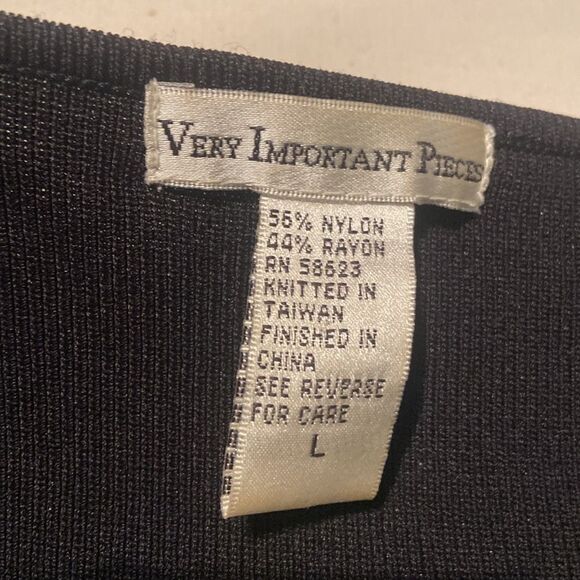 VERY IMPORTANT PIECES
56% NYLON
44% RAYON
RN 58623
KNITTED IN
TAIWAN
FINISHED IN
CHINA
SEE REVERSE
FOR CARE
L